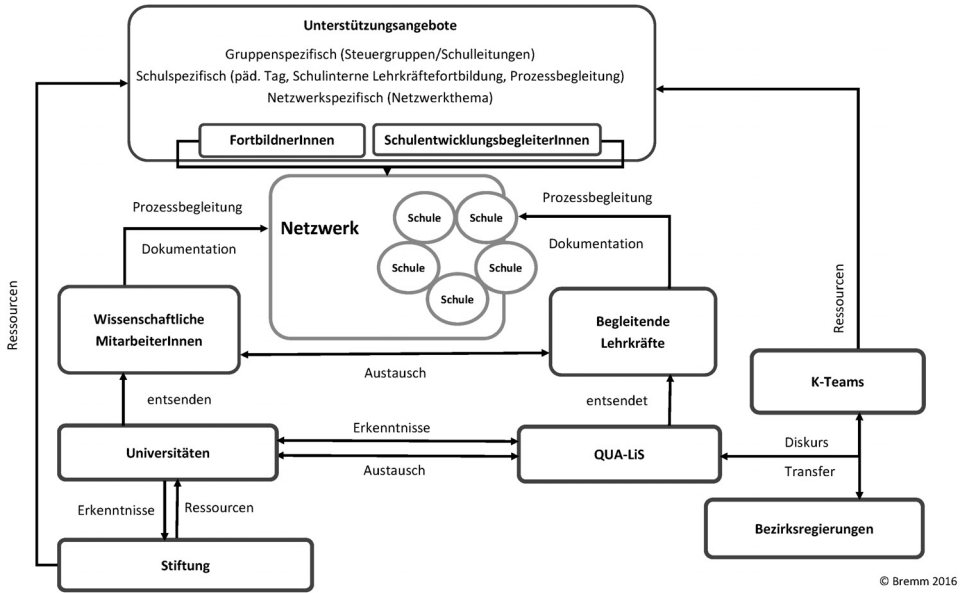 Unterstützungsangebote
Gruppenspezifisch (Steuergruppen/Schulleitungen)
Schulspezifisch (päd. Tag, Schulinterne Lehrkräftefortbildung, Prozessbegleitung)
Netzwerkspezifisch (Netzwerkthema)
FortbildnerInnen
SchulentwicklungsbegleiterInnen
Prozessbegleitung
Dokumentation
Netzwerk
Schule
Schule
Schule
Schule
Schule
Prozessbegleitung
Dokumentation
Ressourcen
Ressourcen
Wissenschaftliche
MitarbeiterInnen
Begleitende
Lehrkräfte
Austausch
K-Teams
entsenden
entsendet
Universitäten
Erkenntnisse
Austausch
QUA-LiS
Diskurs
Transfer
Erkenntnisse
Ressourcen
Bezirksregierungen
Stiftung
© Bremm 2016